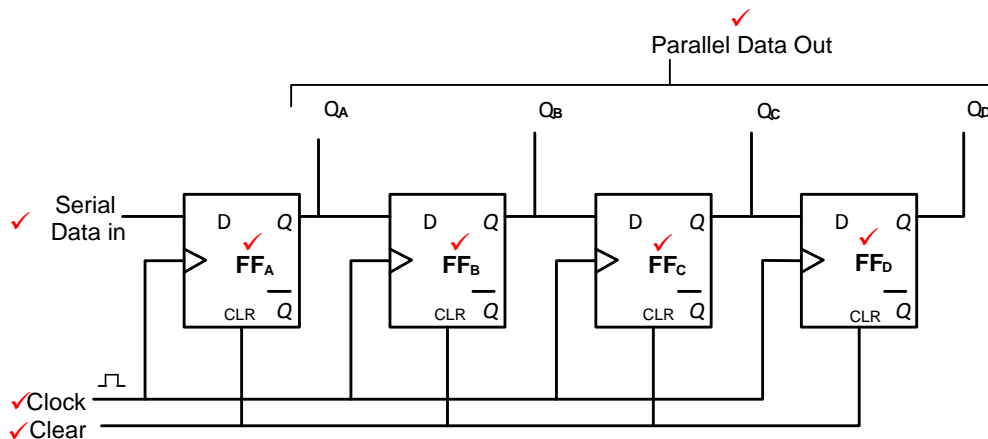 Parallel Data Out
QA QB QC QD
Serial
Data in
D Q D Q D Q D Q
FFA FFB FFC FFD
Q Q Q Q
CLR CLR CLR CLR
Clock
Clear